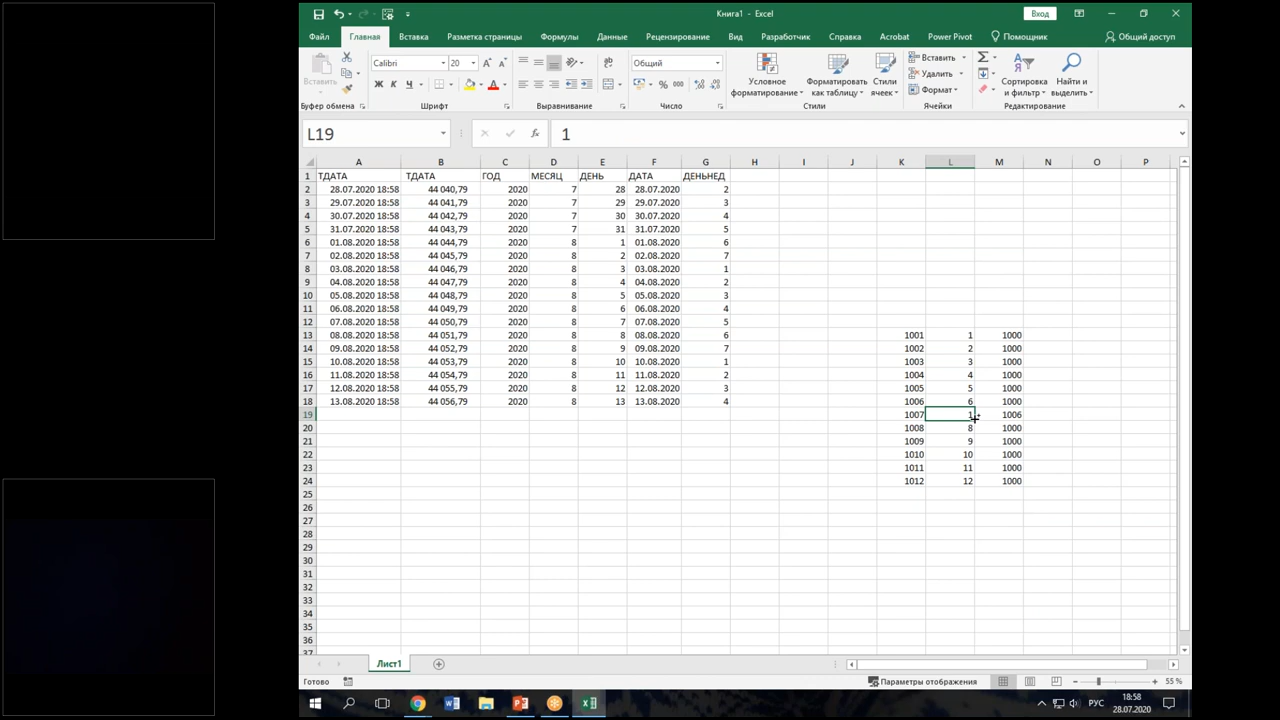 Книга1 - Excel
Вход
Файл Главная Вставка Разметка страницы Формулы Данные Рецензирование Вид Разработчик Справка Acrobat Power Pivot Помощник Общий доступ
Вставить
Calibri 20
Ж К Ч
Общий
% 000
Условное форматирование
Форматировать как таблицу
Стили ячеек
Вставить
Удалить
Формат
Сортировка и фильтр
Найти и выделить
Буфер обмена Шрифт Выравнивание Число Стили Ячейки Редактирование
L19 fx 1
A B C D E F G H I J K L M N O P
1 ТДАТА ТДАТА ГОД МЕСЯЦ ДЕНЬ ДАТА ДЕНЬНЕД
2 28.07.2020 18:58 44 040,79 2020 7 28 28.07.2020 2
3 29.07.2020 18:58 44 041,79 2020 7 29 29.07.2020 3
4 30.07.2020 18:58 44 042,79 2020 7 30 30.07.2020 4
5 31.07.2020 18:58 44 043,79 2020 7 31 31.07.2020 5
6 01.08.2020 18:58 44 044,79 2020 8 1 01.08.2020 6
7 02.08.2020 18:58 44 045,79 2020 8 2 02.08.2020 7
8 03.08.2020 18:58 44 046,79 2020 8 3 03.08.2020 1
9 04.08.2020 18:58 44 047,79 2020 8 4 04.08.2020 2
10 05.08.2020 18:58 44 048,79 2020 8 5 05.08.2020 3
11 06.08.2020 18:58 44 049,79 2020 8 6 06.08.2020 4
12 07.08.2020 18:58 44 050,79 2020 8 7 07.08.2020 5
13 08.08.2020 18:58 44 051,79 2020 8 8 08.08.2020 6 1001 1 1000
14 09.08.2020 18:58 44 052,79 2020 8 9 09.08.2020 7 1002 2 1000
15 10.08.2020 18:58 44 053,79 2020 8 10 10.08.2020 1 1003 3 1000
16 11.08.2020 18:58 44 054,79 2020 8 11 11.08.2020 2 1004 4 1000
17 12.08.2020 18:58 44 055,79 2020 8 12 12.08.2020 3 1005 5 1000
18 13.08.2020 18:58 44 056,79 2020 8 13 13.08.2020 4 1006 6 1000
19 1007 1 1006
20 1008 8 1000
21 1009 9 1000
22 1010 10 1000
23 1011 11 1000
24 1012 12 1000
25
26
27
28
29
30
31
32
33
34
35
36
37
Лист1
Готово Параметры отображения 55 %
РУС 18:58
28.07.2020